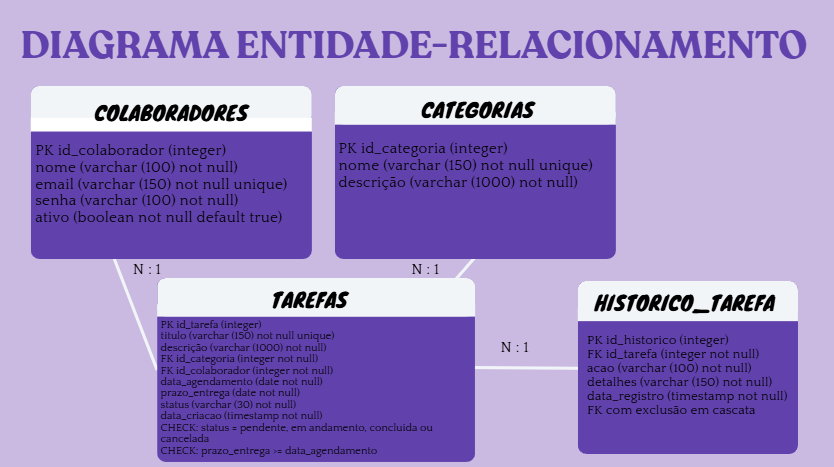 DIAGRAMA ENTIDADE-RELACIONAMENTO
COLABORADORES
PK id_colaborador (integer)
nome (varchar (100) not null)
email (varchar (150) not null unique)
senha (varchar (100) not null)
ativo (boolean not null default true)
CATEGORIAS
PK id_categoria (integer)
nome (varchar (150) not null unique)
descrição (varchar (1000) not null)
N : 1
N : 1
TAREFAS
PK id_tarefa (integer)
titulo (varchar (150) not null unique)
descrição (varchar (1000) not null)
FK id_categoria (integer not null)
FK id_colaborador (integer not null)
data_agendamento (date not null)
prazo_entrega (date not null)
status (varchar (30) not null)
data_criacao (timestamp not null)
CHECK: status = pendente, em andamento, concluida ou
cancelada
CHECK: prazo_entrega >= data_agendamento
N : 1
HISTORICO_TAREFA
PK id_historico (integer)
FK id_tarefa (integer not null)
acao (varchar (100) not null)
detalhes (varchar (150) not null)
data_registro (timestamp not null)
FK com exclusão em cascata